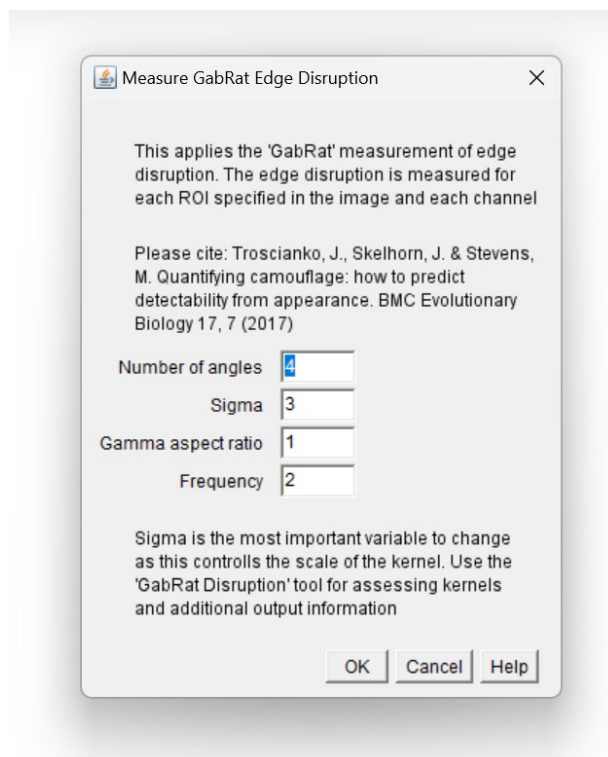 Measure GabRat Edge Disruption
This applies the 'GabRat' measurement of edge
disruption. The edge disruption is measured for
each ROI specified in the image and each channel
Please cite: Troscianko, J., Skelhorn, J. & Stevens,
M. Quantifying camouflage: how to predict
detectability from appearance. BMC Evolutionary
Biology 17, 7 (2017)
Number of angles 4
Sigma 3
Gamma aspect ratio 1
Frequency 2
Sigma is the most important variable to change
as this controlls the scale of the kernel. Use the
'GabRat Disruption' tool for assessing kernels
and additional output information
OK Cancel Help